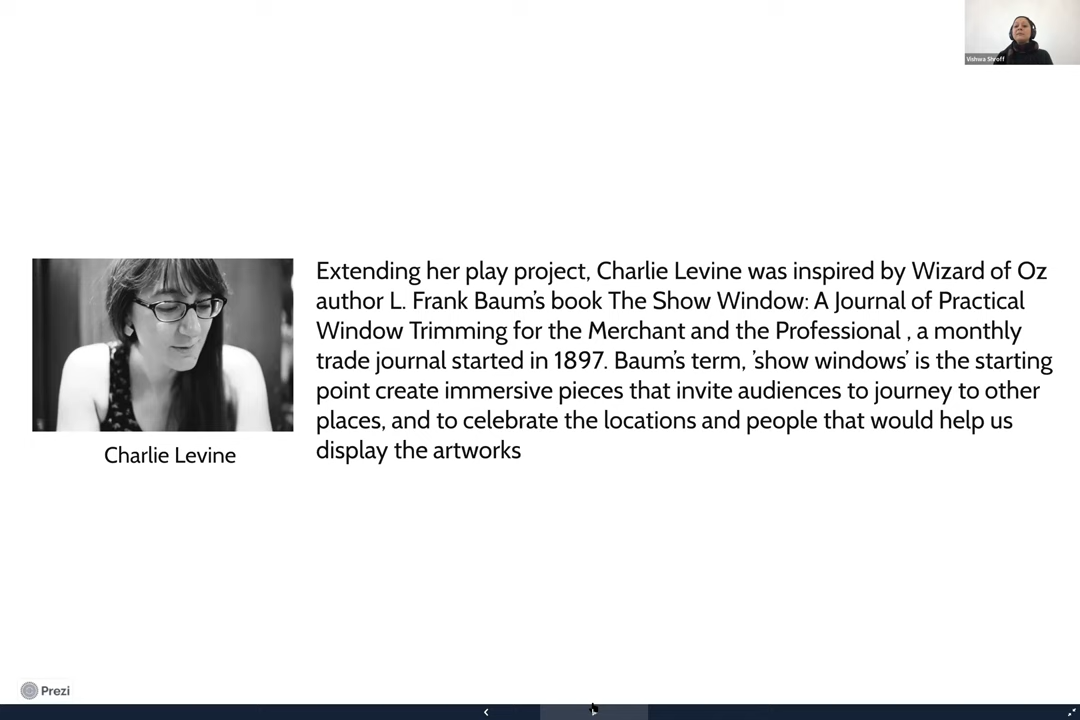 Vishwa Shroff
Extending her play project, Charlie Levine was inspired by Wizard of Oz
author L. Frank Baum's book The Show Window: A Journal of Practical
Window Trimming for the Merchant and the Professional , a monthly
trade journal started in 1897. Baum's term, 'show windows' is the starting
point create immersive pieces that invite audiences to journey to other
places, and to celebrate the locations and people that would help us
display the artworks
Charlie Levine
Prezi